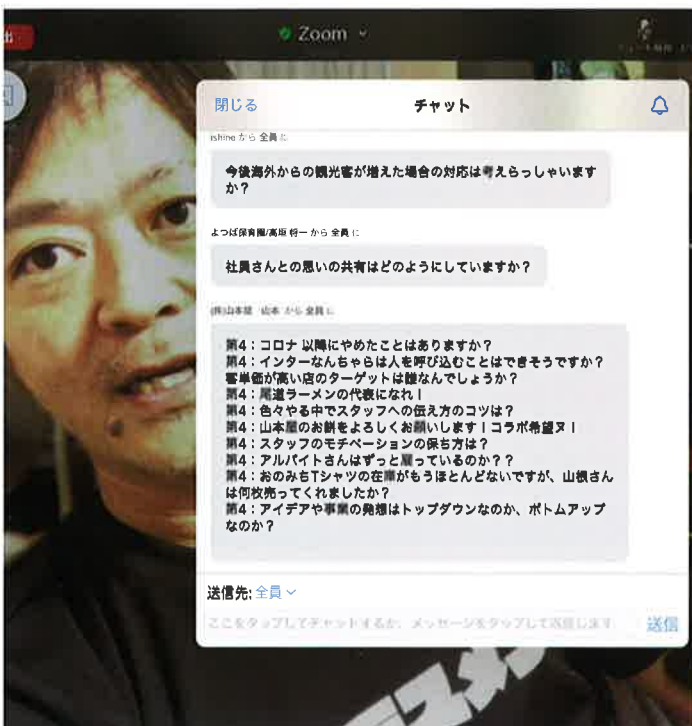 Zoom
閉じる
チャット
ishino から 全員 に
今後海外からの観光客が増えた場合の対応は考えらっしゃいます
か？
よつば保育園/高垣 将一 から 全員 に
社員さんとの思いの共有はどのようにしていますか？
(株)山本屋 山本 から 全員 に
第4：コロナ 以降にやめたことはありますか？
第4：インターなんちゃらは人を呼び込むことはできそうですか？
客単価が高い店のターゲットは誰なんでしょうか？
第4：尾道ラーメンの代表になれ！
第4：色々やる中でスタッフへの伝え方のコツは？
第4：山本屋のお餅をよろしくお願いします！コラボ希望ヌ！
第4：スタッフのモチベーションの保ち方は？
第4：アルバイトさんはずっと雇っているのか？？
第4：おのみちTシャツの在庫がもうほとんどないですが、山根さん
は何枚売ってくれましたか？
第4：アイデアや事業の発想はトップダウンなのか、ボトムアップ
なのか？
送信先: 全員
ここをタップしてチャットするか、メッセージをタップして返信します
送信